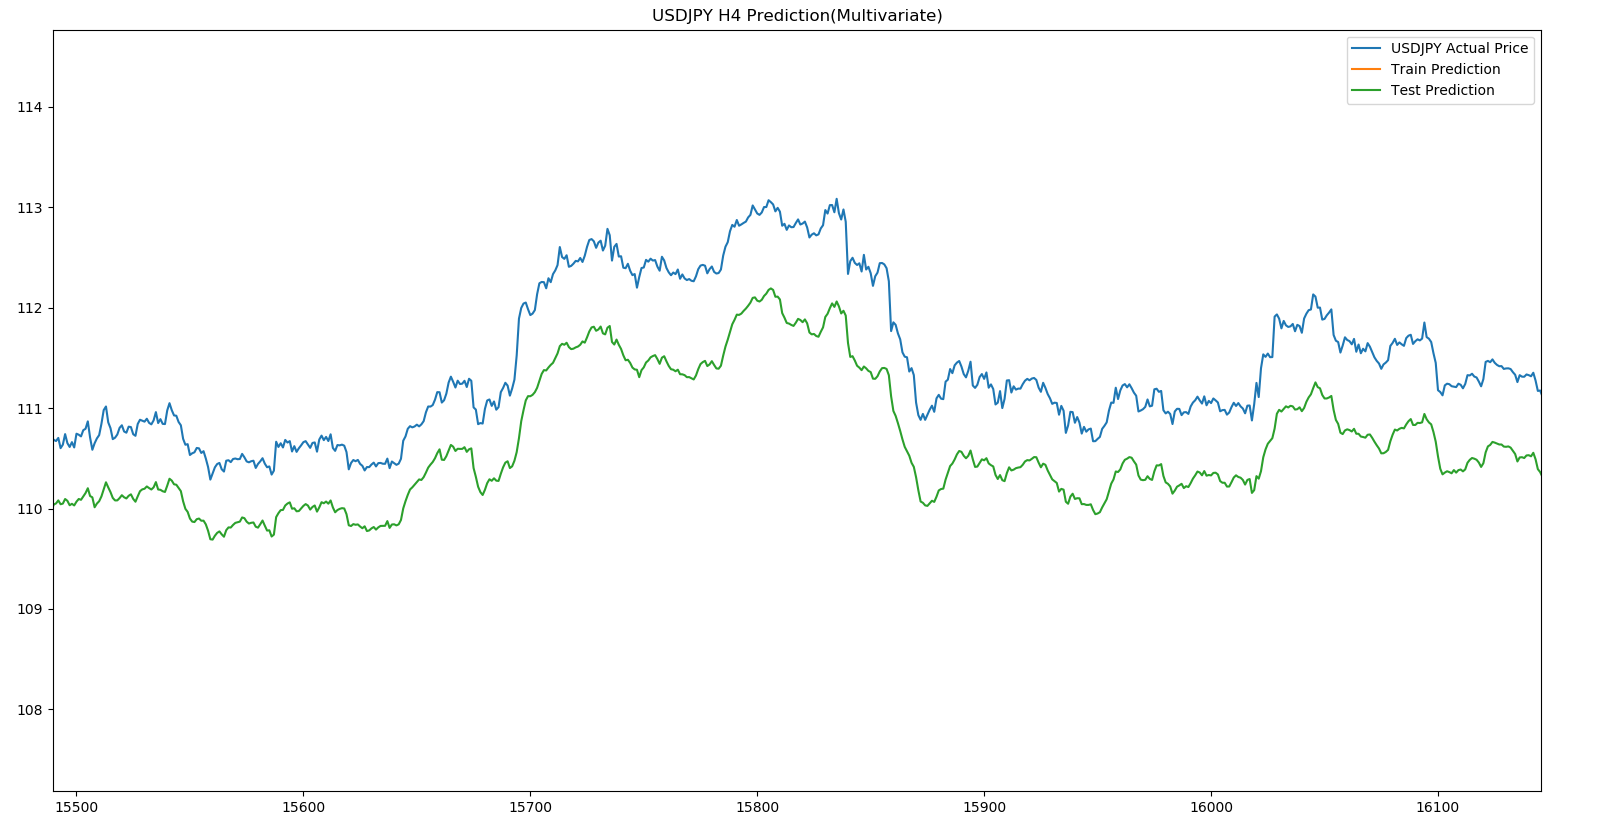 USDJPY H4 Prediction(Multivariate)
USDJPY Actual Price
Train Prediction
Test Prediction
114
113
112
111
110
109
108
15500 15600 15700 15800 15900 16000 16100